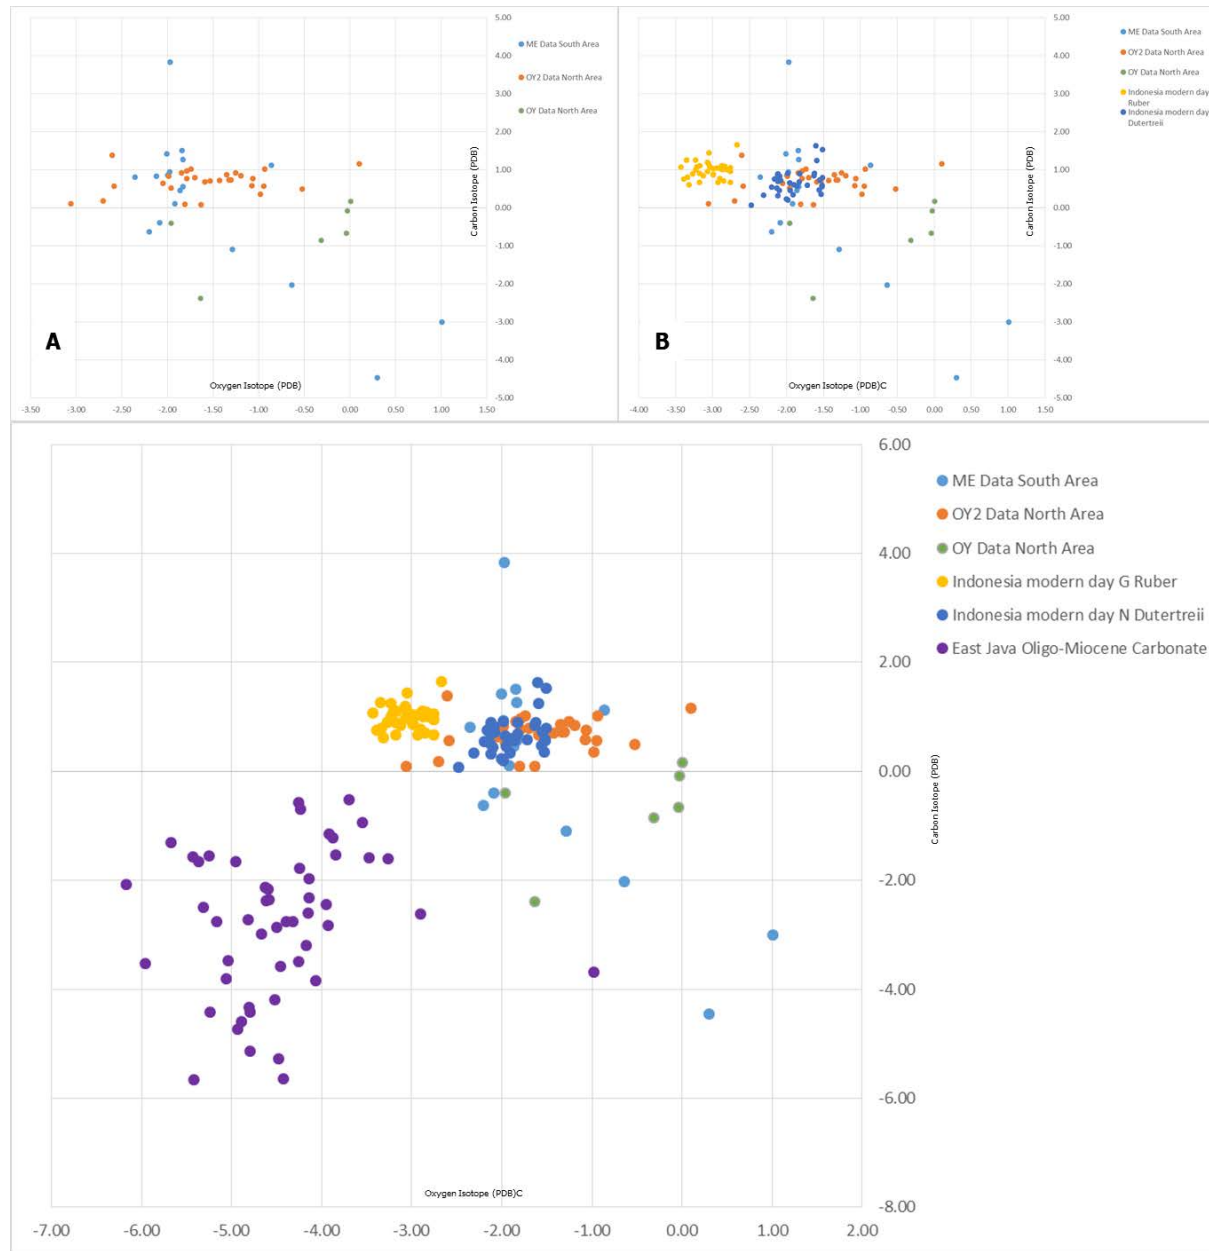 5.00
4.00
3.00
2.00
1.00
0.00
-1.00
-2.00
-3.00
-4.00
-5.00
Carbon Isotope (PDB)
ME Data South Area
OY2 Data North Area
OY Data North Area
A
Oxygen Isotope (PDB)
-3.50 -3.00 -2.50 -2.00 -1.50 -1.00 -0.50 0.00 0.50 1.00 1.50
5.00
4.00
3.00
2.00
1.00
0.00
-1.00
-2.00
-3.00
-4.00
-5.00
Carbon Isotope (PDB)
ME Data South Area
OY2 Data North Area
OY Data North Area
Indonesia modern day
Ruber
Indonesia modern day
Dutertreii
B
Oxygen Isotope (PDB)C
-4.00 -3.50 -3.00 -2.50 -2.00 -1.50 -1.00 -0.50 0.00 0.50 1.00 1.50
6.00
4.00
2.00
0.00
-2.00
-4.00
-6.00
-8.00
Carbon Isotope (PDB)
ME Data South Area
OY2 Data North Area
OY Data North Area
Indonesia modern day G Ruber
Indonesia modern day N Dutertreii
East Java Oligo-Miocene Carbonate
Oxygen Isotope (PDB)C
-7.00 -6.00 -5.00 -4.00 -3.00 -2.00 -1.00 0.00 1.00 2.00